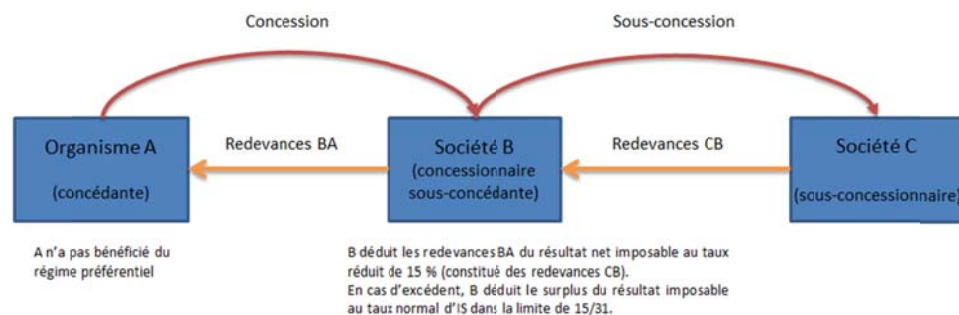 Concession
Sous-concession
Organisme A
(concédante)
Redevances BA
Société B
(concessionnaire
sous-concédante)
Redevances CB
Société C
(sous-concessionnaire)
A n'a pas bénéficié du
régime préférentiel
B déduit les redevances BA du résultat net imposable au taux
réduit de 15 % (constitué des redevances CB).
En cas d'excédent, B déduit le surplus du résultat imposable
au taux normal d'IS dans la limite de 15/31.